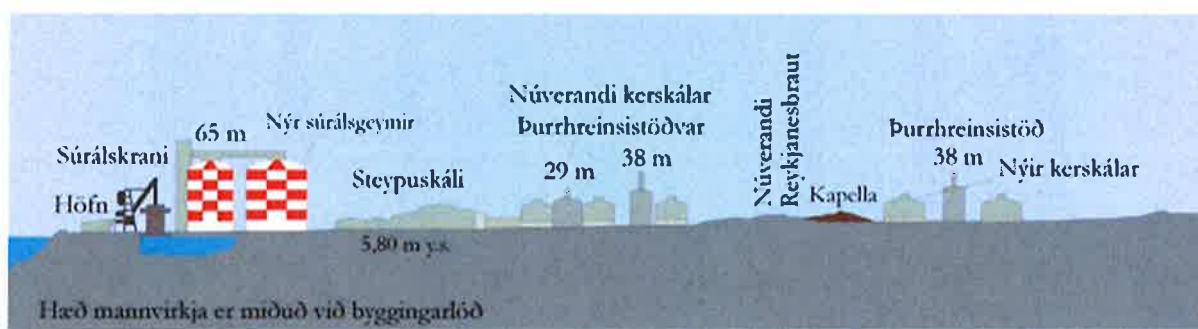 Höfn
Súrálskrani
65 m
Nýr súrálsgeymir
Steypuskáli
5,80 m y.s.
Núverandi kerskálar
Þurrhreinsistöðvar
29 m
38 m
Núverandi
Reykjanesbraut
Kapella
Þurrhreinsistöð
38 m
Nýir kerskálar
Hæð mannvirkja er miðuð við byggingarlóð